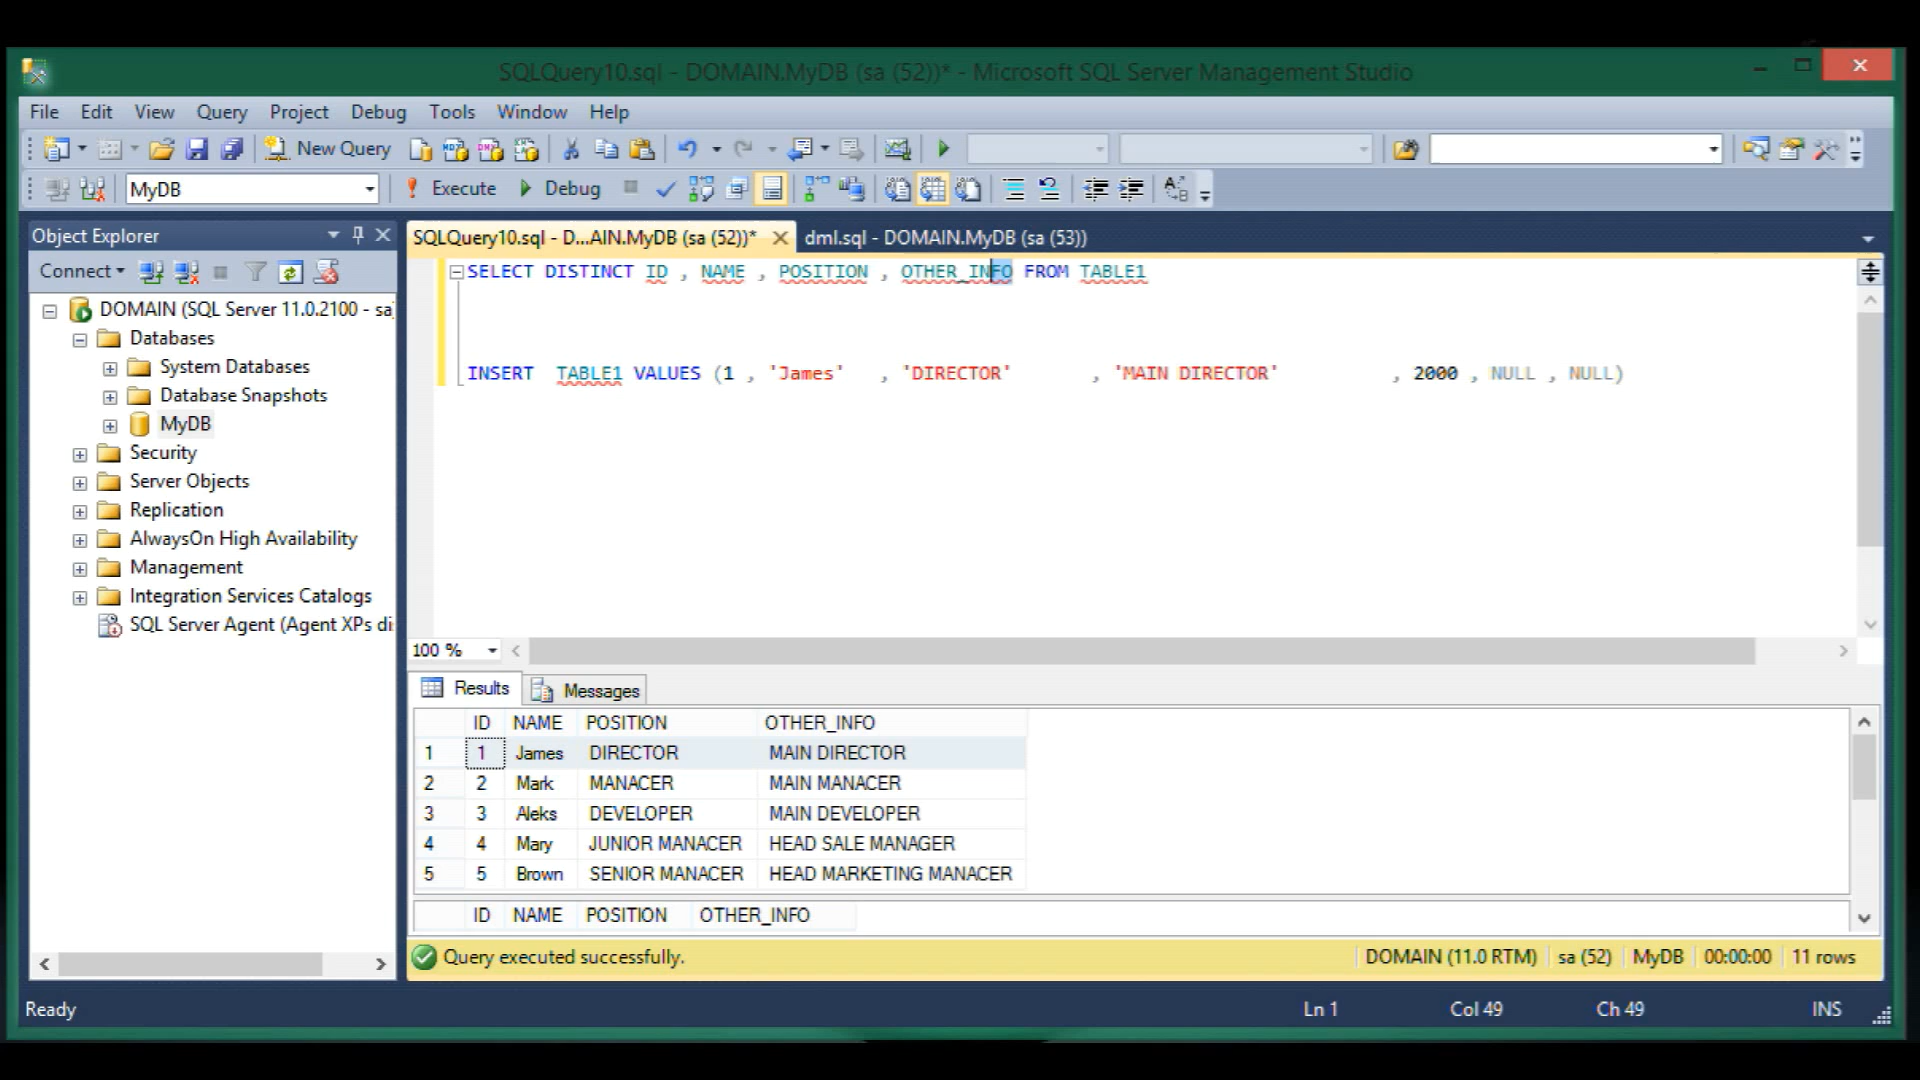 SQLQuery10.sql - DOMAIN.MyDB (sa (52))* - Microsoft SQL Server Management Studio
File Edit View Query Project Debug Tools Window Help
New Query
MyDB Execute Debug
Object Explorer
SQLQuery10.sql - D...AIN.MyDB (sa (52))* dml.sql - DOMAIN.MyDB (sa (53))
Connect
DOMAIN (SQL Server 11.0.2100 - sa
Databases
System Databases
Database Snapshots
MyDB
Security
Server Objects
Replication
AlwaysOn High Availability
Management
Integration Services Catalogs
SQL Server Agent (Agent XPs di
SELECT DISTINCT ID , NAME , POSITION , OTHER_INFO FROM TABLE1
INSERT TABLE1 VALUES (1 , 'James' , 'DIRECTOR' , 'MAIN DIRECTOR' , 2000 , NULL , NULL)
100 %
Results Messages
ID NAME POSITION OTHER_INFO
1 1 James DIRECTOR MAIN DIRECTOR
2 2 Mark MANACER MAIN MANACER
3 3 Aleks DEVELOPER MAIN DEVELOPER
4 4 Mary JUNIOR MANACER HEAD SALE MANAGER
5 5 Brown SENIOR MANACER HEAD MARKETING MANACER
ID NAME POSITION OTHER_INFO
Query executed successfully. DOMAIN (11.0 RTM) sa (52) MyDB 00:00:00 11 rows
Ready Ln 1 Col 49 Ch 49 INS